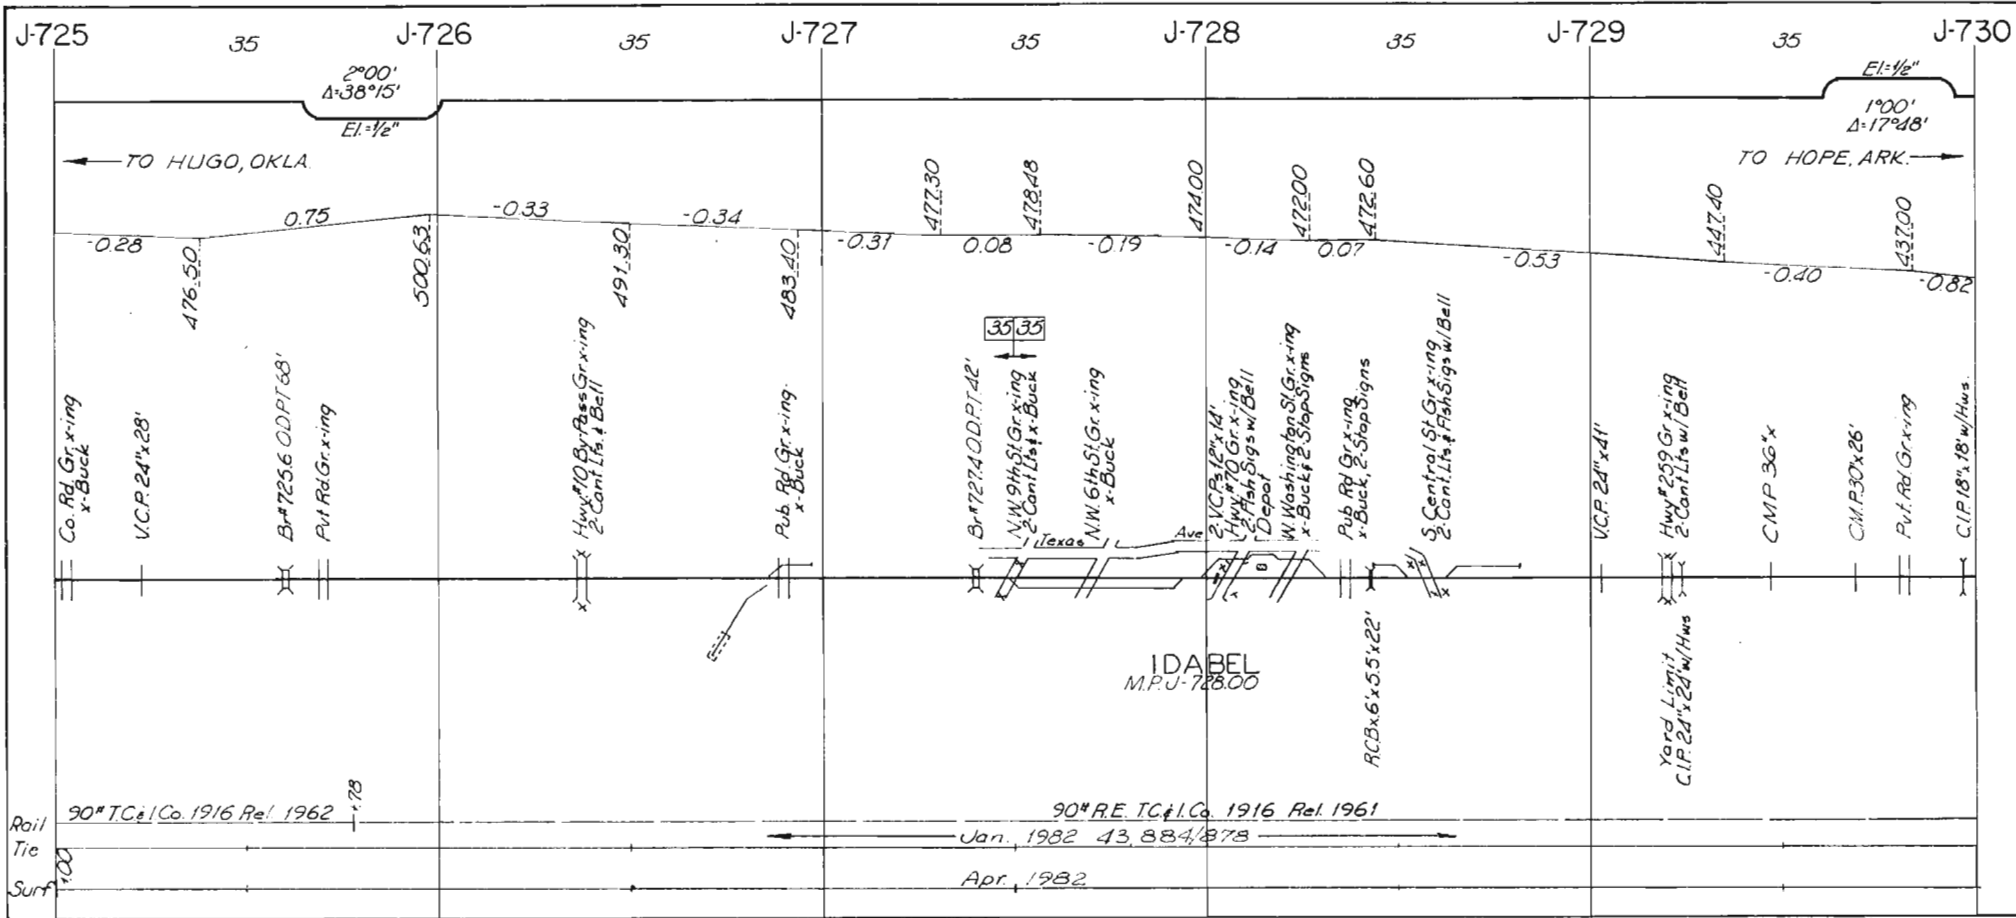 J-725 35 J-726 35 J-727 35 J-728 35 J-729 35 J-730
2°00'
Δ=38°15'
El.=1/2"
El=1/2"
1°00'
Δ=17°48'
TO HUGO, OKLA.
TO HOPE, ARK.
-0.28
476.50
0.75
500.63
-0.33
491.30
-0.34
483.40
-0.31
477.30
0.08
478.48
-0.19
474.00
-0.14
472.00
0.07
472.60
-0.53
447.40
-0.40
437.00
-0.82
35 35
Co. Rd. Gr. x-ing
x-Buck
V.C.P. 24"x28'
Br#725.6 ODPT 68'
Pvt Rd. Gr. x-ing
Hwy.#10 By-Pass Gr x-ing
2-Cant Lts. & Bell
Pub. Rd. Gr. x-ing.
x-Buck
Br#727.4 O.D.P.T. 42'
N.W. 9th St. Gr. x-ing
2-Cant Lts & x-Buck
N.W. 6th St. Gr. x-ing
x-Buck
2.V.C.P.s 12"x14'
Hwy.#70 Gr. x-ing
2-Flsh Sigs w/Bell
Depot
W. Washington St. Gr. x-ing
x-Buck & 2-Stop Signs
Pub Rd Gr x-ing
x-Buck, 2-Stop Signs
S. Central St. Gr. x-ing
2-Cant. Lts. & Flsh Sigs w/Bell
V.C.P. 24"x41'
Hwy#259 Gr x-ing
2-Cant Lts w/Bell
C.M.P. 36"x
C.M.P. 30x26'
Pvt. Rd Gr x-ing
C.I.P. 18"x18' w/Hws.
Texas Ave
IDABEL
M.P. J-728.00
R.C.Bx. 6'x5.5'x22'
Yard Limit
C.I.P. 24"x24' w/Hws
Rail 90# T.C.&I Co. 1916 Rel. 1962 +.78 90# R.E. T.C.&I. Co. 1916 Rel. 1961
Tie Jan. 1982 43,884/878
+.00
Surf Apr. 1982